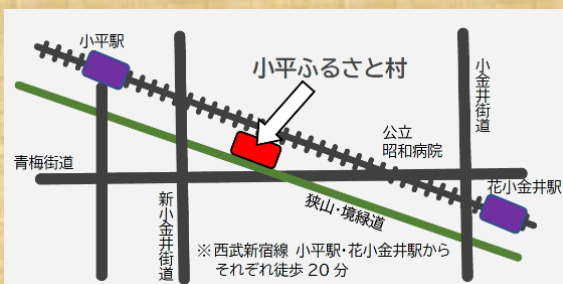 小平駅
小平ふるさと村
小金井街道
公立
昭和病院
青梅街道
花小金井駅
新小金井街道
狭山・境緑道
※西武新宿線 小平駅・花小金井駅から
それぞれ徒歩 20 分